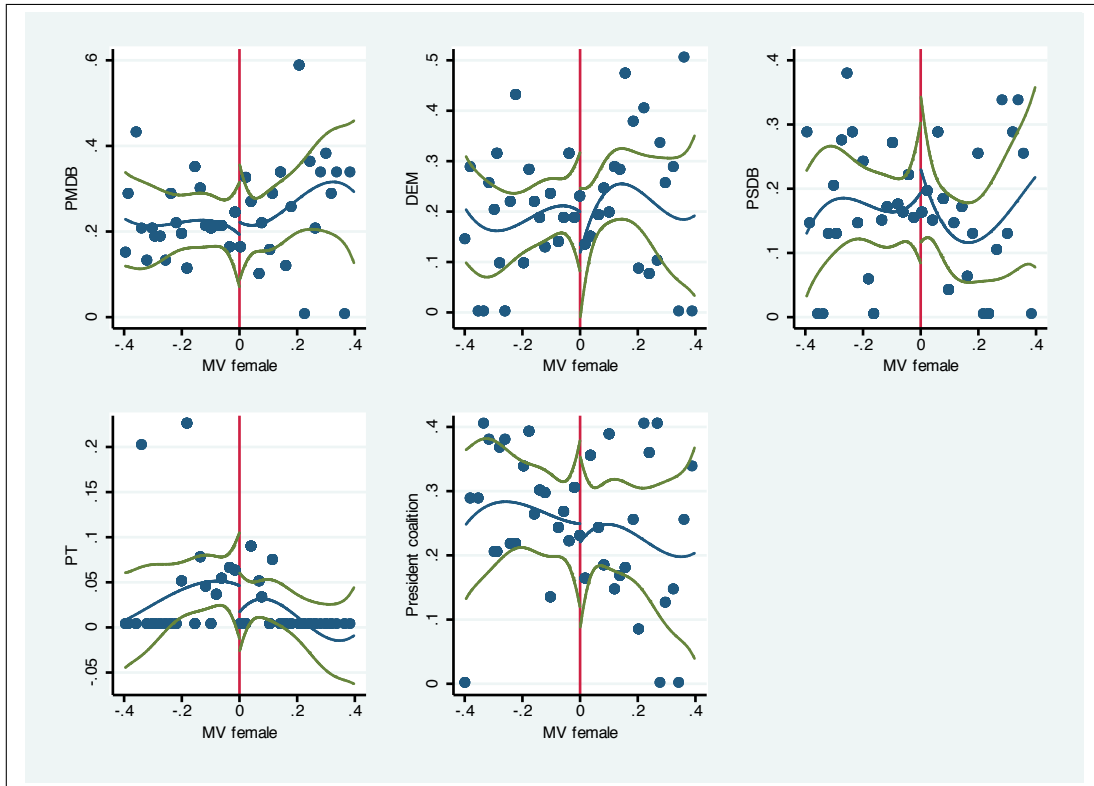 PMDB
.6
.4
.2
0
-.4 -.2 0 .2 .4
MV female
DEM
.5
.4
.3
.2
.1
0
-.4 -.2 0 .2 .4
MV female
PSDB
.4
.3
.2
.1
0
-.4 -.2 0 .2 .4
MV female
PT
.2
.15
.1
.05
0
-.05
-.4 -.2 0 .2 .4
MV female
President coalition
.4
.3
.2
.1
0
-.4 -.2 0 .2 .4
MV female